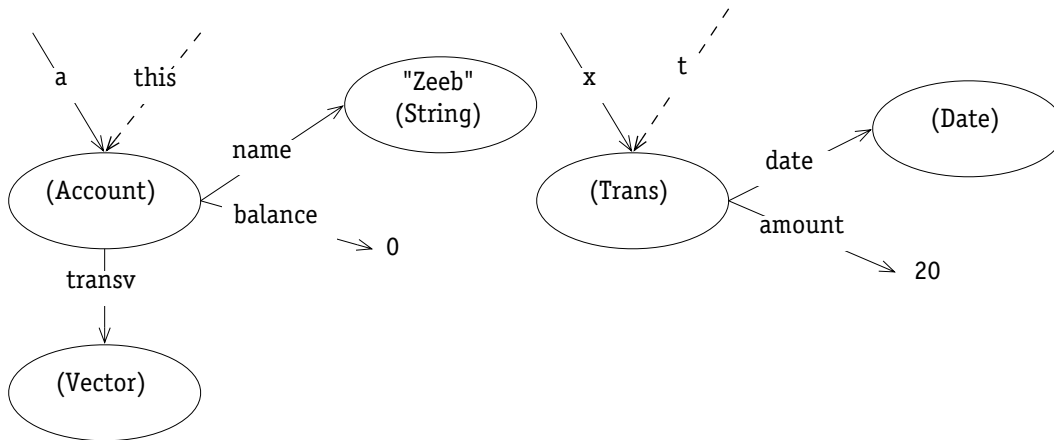 a
this
"Zeeb"
(String)
name
(Account)
balance
0
transv
(Vector)
x
t
(Date)
date
(Trans)
amount
20